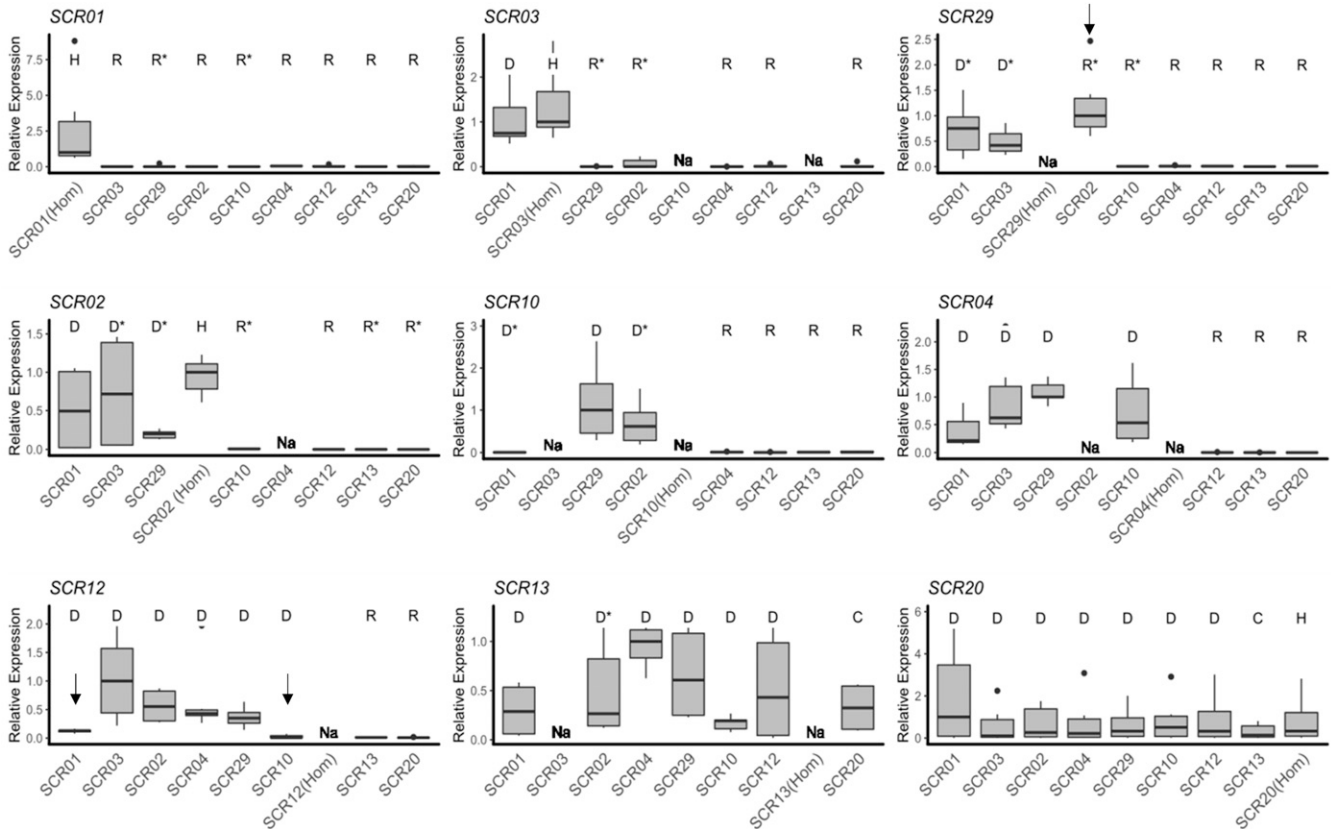 SCR01
Relative Expression
7.5
5.0
2.5
0.0
H R R* R R* R R R R
SCR01(Hom) SCR03 SCR29 SCR02 SCR10 SCR04 SCR12 SCR13 SCR20
SCR03
Relative Expression
2
1
0
D H R* R* R R R
Na Na
SCR01 SCR03(Hom) SCR29 SCR02 SCR10 SCR04 SCR12 SCR13 SCR20
SCR29
Relative Expression
2.5
2.0
1.5
1.0
0.5
0.0
D* D* R* R* R R R R
Na
SCR01 SCR03 SCR29(Hom) SCR02 SCR10 SCR04 SCR12 SCR13 SCR20
SCR02
Relative Expression
1.5
1.0
0.5
0.0
D D* D* H R* R R* R*
Na
SCR01 SCR03 SCR29 SCR02 (Hom) SCR10 SCR04 SCR12 SCR13 SCR20
SCR10
Relative Expression
3
2
1
0
D* D D* R R R R
Na Na
SCR01 SCR03 SCR29 SCR02 SCR10(Hom) SCR04 SCR12 SCR13 SCR20
SCR04
Relative Expression
2.0
1.5
1.0
0.5
0.0
D D D D R R R
Na Na
SCR01 SCR03 SCR29 SCR02 SCR10 SCR04(Hom) SCR12 SCR13 SCR20
SCR12
Relative Expression
2.0
1.5
1.0
0.5
0.0
D D D D D D R R
Na
SCR01 SCR03 SCR02 SCR04 SCR29 SCR10 SCR12(Hom) SCR13 SCR20
SCR13
Relative Expression
1.0
0.5
0.0
D D* D D D D C
Na Na
SCR01 SCR03 SCR02 SCR04 SCR29 SCR10 SCR12 SCR13(Hom) SCR20
SCR20
Relative Expression
6
4
2
0
D D D D D D D C H
SCR01 SCR03 SCR02 SCR04 SCR29 SCR10 SCR12 SCR13 SCR20(Hom)